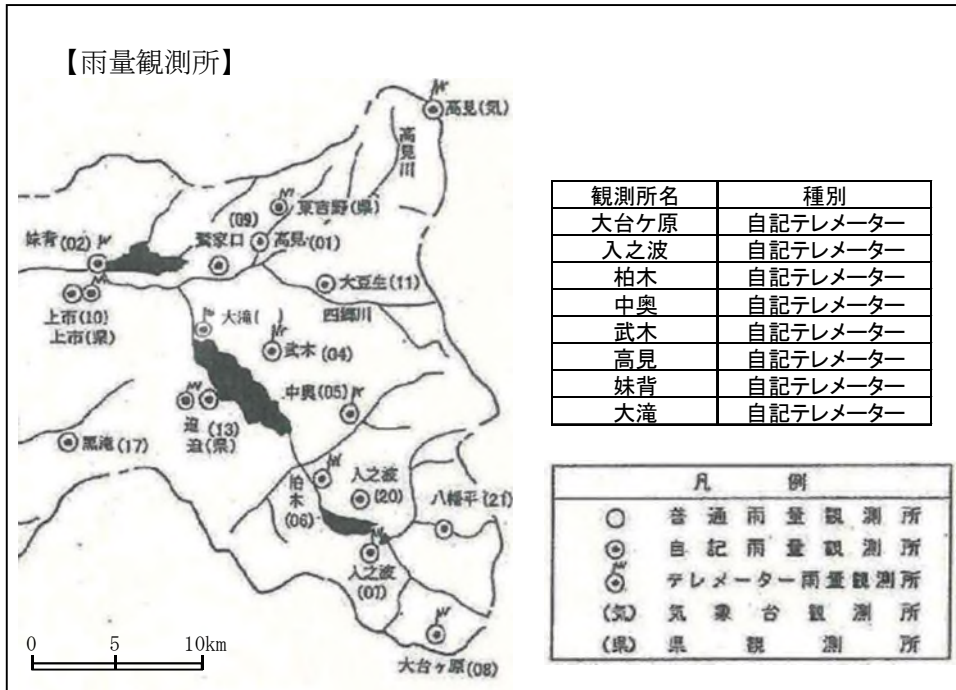 【雨量観測所】
高見(気)
高見川
東吉野(県)
(09)
鷲家口
高見(01)
妹背(02)
大豆生(11)
四郷川
上市(10)
上市(県)
大滝( )
武木(04)
中奥(05)
迫(13)
迫(県)
黒滝(17)
柏木
(06)
入之波
(20)
八幡平(21)
入之波
(07)
大台ヶ原(08)
0 5 10km
観測所名 種別
大台ケ原 自記テレメーター
入之波 自記テレメーター
柏木 自記テレメーター
中奥 自記テレメーター
武木 自記テレメーター
高見 自記テレメーター
妹背 自記テレメーター
大滝 自記テレメーター
凡例
普通雨量観測所
自記雨量観測所
テレメーター雨量観測所
(気) 気象台観測所
(県) 県観測所